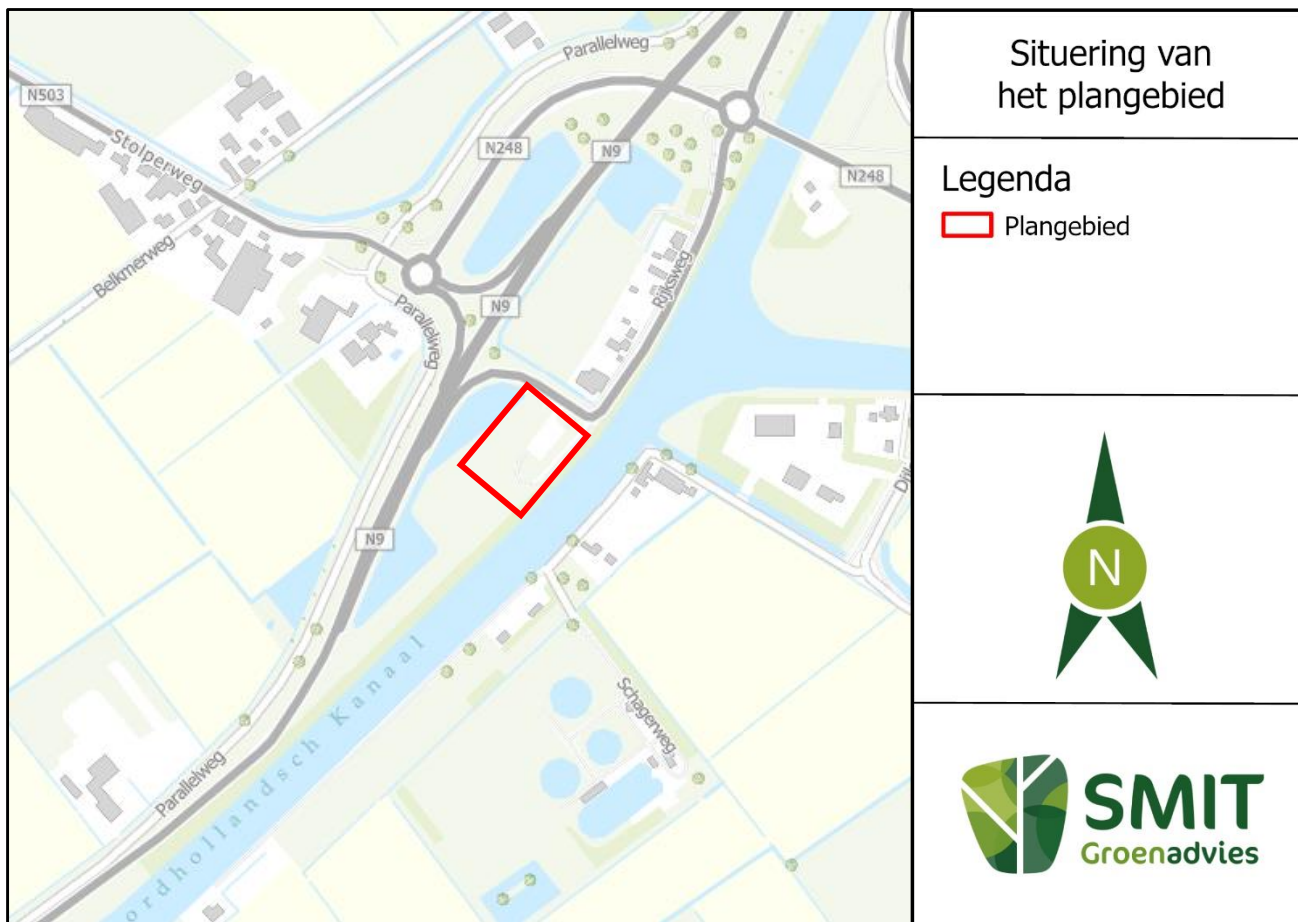 Situering van
het plangebied
Legenda
Plangebied
N
SMIT
Groenadvies
Parallelweg
N503
Stolperweg
N248
N9
N248
Belkmerweg
Rijksweg
N9
Parallelweg
N9
Schagerweg
Parallelweg
ordhollandsch Kanaal